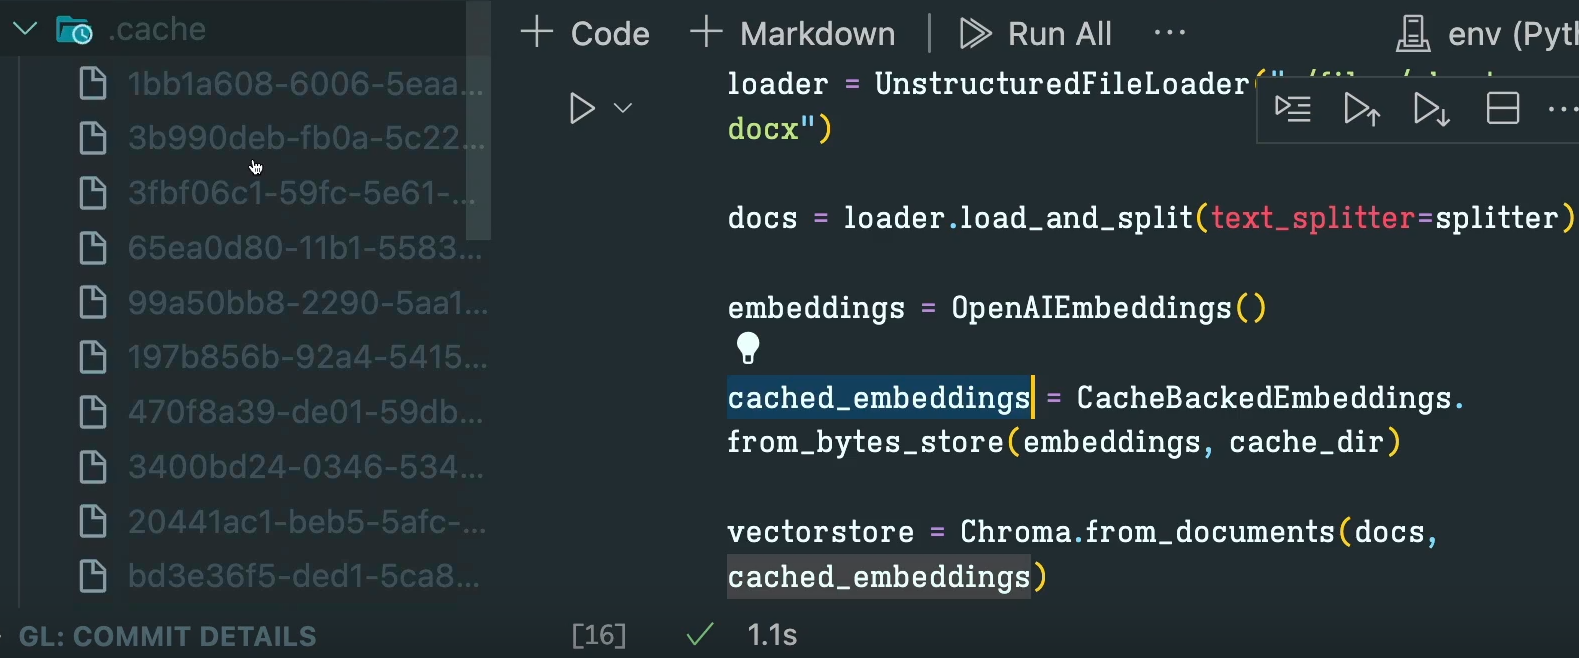 .cache
1bb1a608-6006-5eaa...
3b990deb-fb0a-5c22...
3fbf06c1-59fc-5e61-...
65ea0d80-11b1-5583...
99a50bb8-2290-5aa1...
197b856b-92a4-5415...
470f8a39-de01-59db...
3400bd24-0346-534...
20441ac1-beb5-5afc-...
bd3e36f5-ded1-5ca8...
GL: COMMIT DETAILS
+ Code + Markdown | Run All ... env (Pyth
loader = UnstructuredFileLoader("
docx")
docs = loader.load_and_split(text_splitter=splitter)
embeddings = OpenAIEmbeddings()
cached_embeddings = CacheBackedEmbeddings.
from_bytes_store(embeddings, cache_dir)
vectorstore = Chroma.from_documents(docs,
cached_embeddings)
[16] ✓ 1.1s